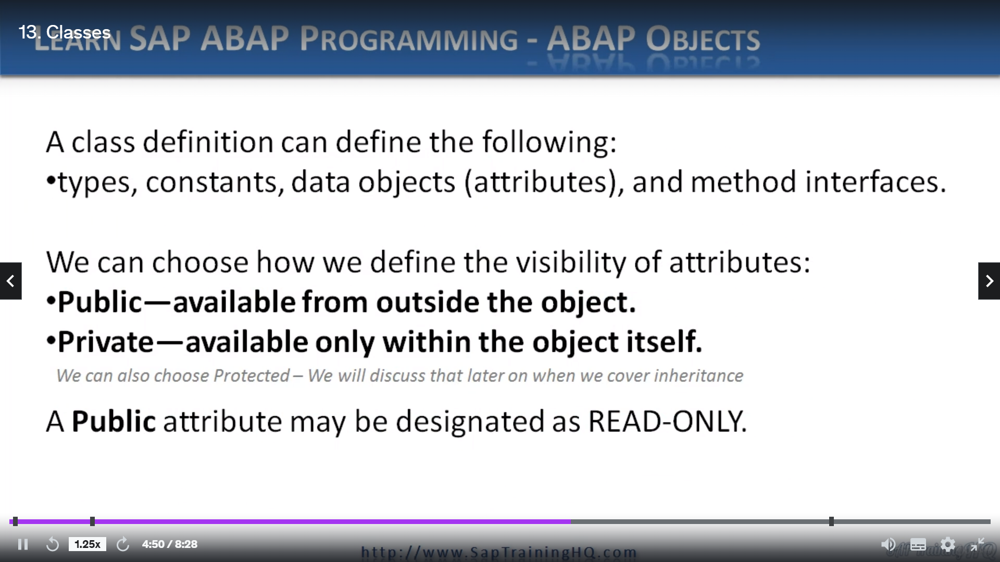 13. Classes
LEARN SAP ABAP PROGRAMMING - ABAP OBJECTS
A class definition can define the following:
•types, constants, data objects (attributes), and method interfaces.
We can choose how we define the visibility of attributes:
•Public—available from outside the object.
•Private—available only within the object itself.
We can also choose Protected – We will discuss that later on when we cover inheritance
A Public attribute may be designated as READ-ONLY.
1.25x
4:50 / 8:28
http://www.SapTrainingHQ.com